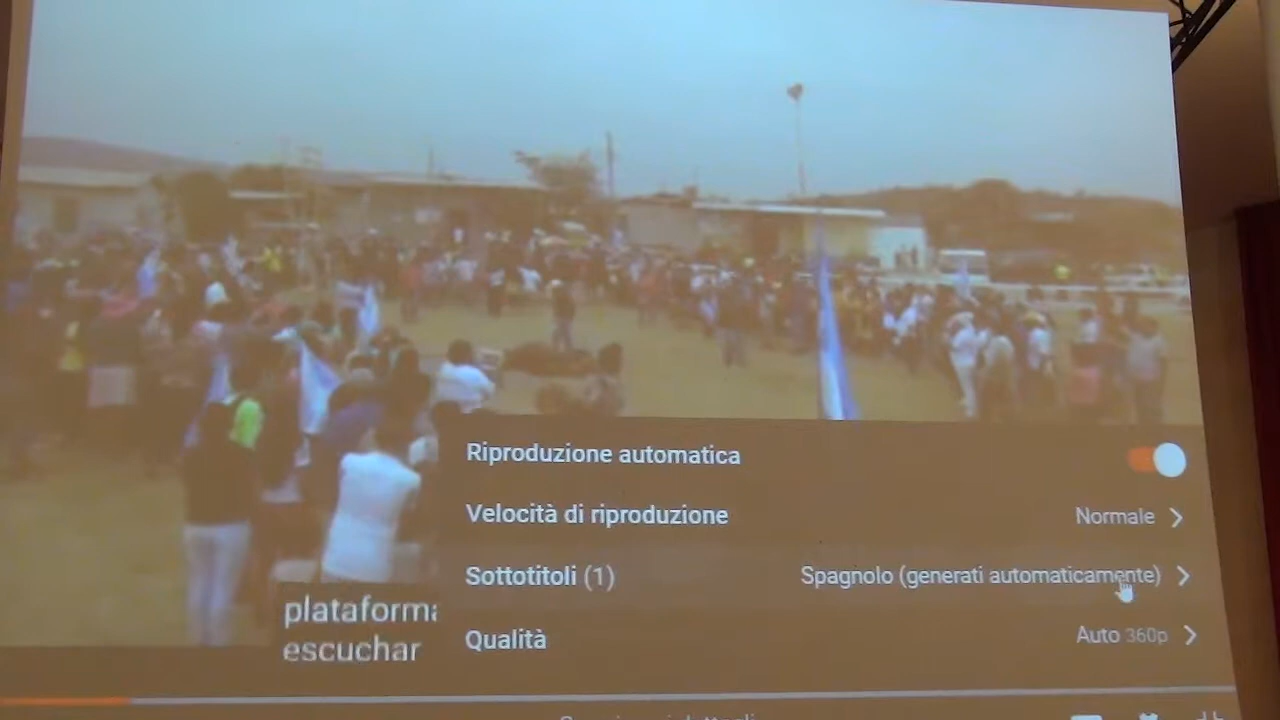 Riproduzione automatica
Velocità di riproduzione Normale
Sottotitoli (1) Spagnolo (generati automaticamente)
Qualità Auto 360p
plataforma
escuchar